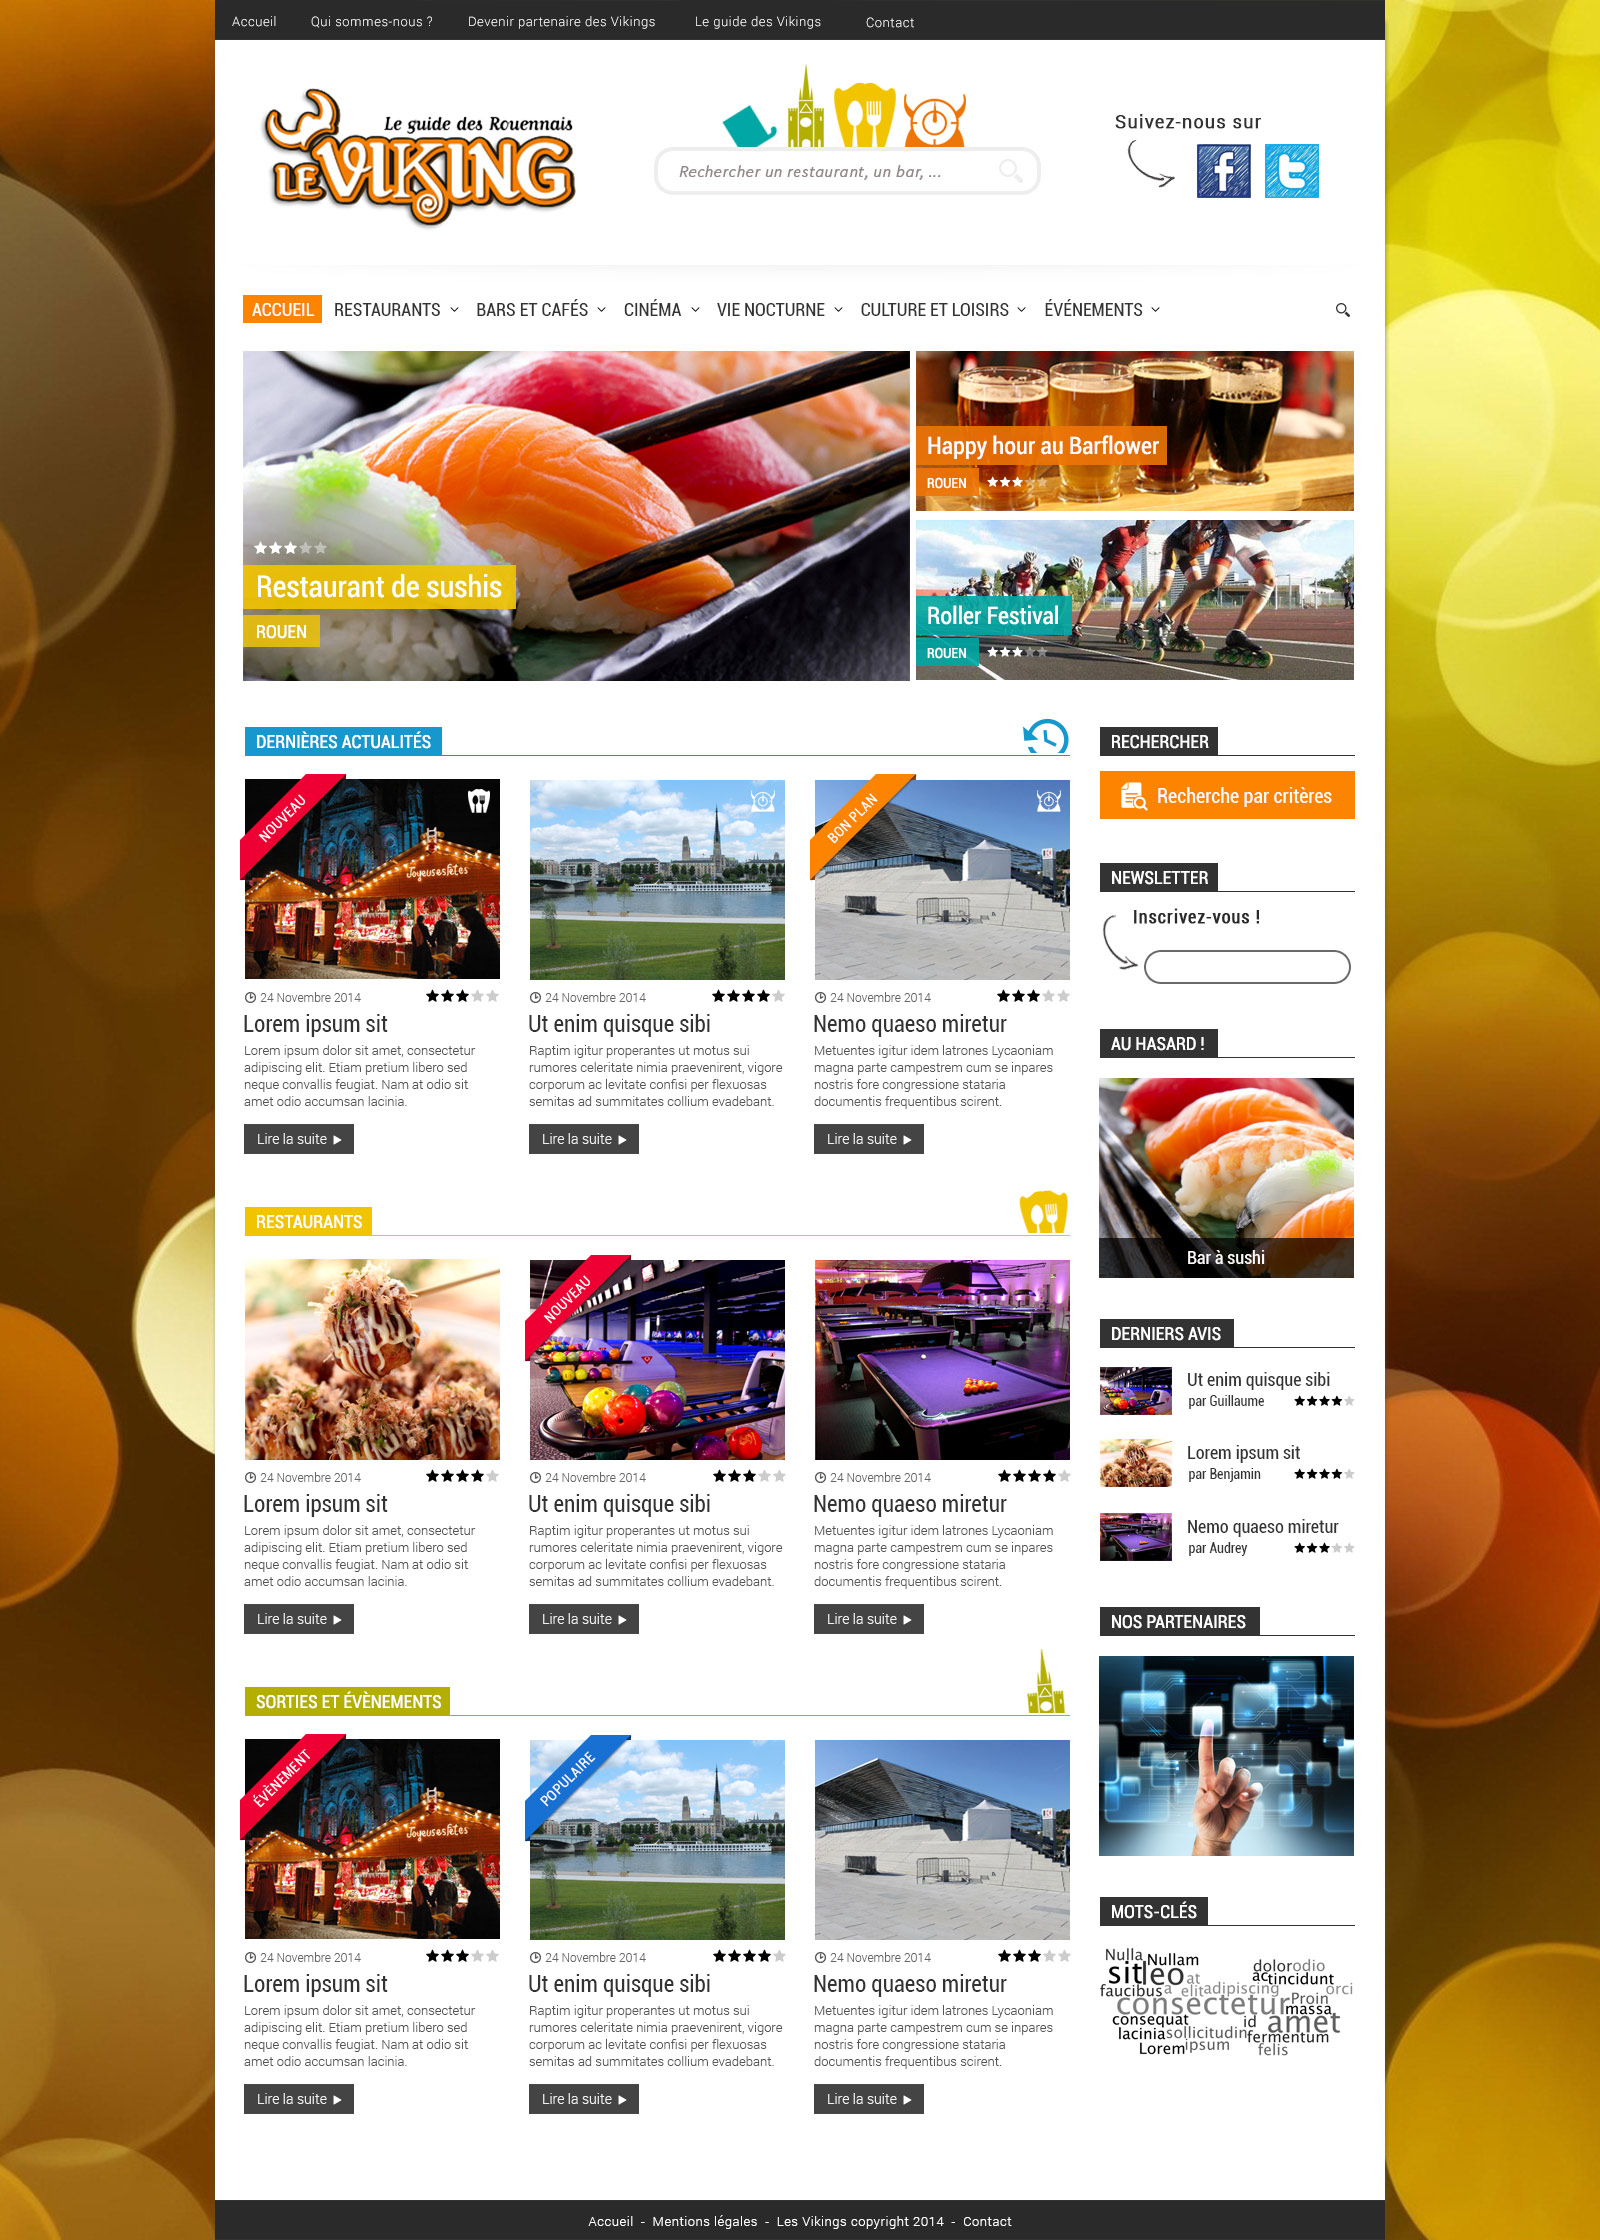 Accueil Qui sommes-nous ? Devenir partenaire des Vikings Le guide des Vikings Contact
Le guide des Rouennais
LE VIKING
Rechercher un restaurant, un bar, ...
Suivez-nous sur
f t
ACCUEIL RESTAURANTS BARS ET CAFÉS CINÉMA VIE NOCTURNE CULTURE ET LOISIRS ÉVÉNEMENTS
Restaurant de sushis
ROUEN
Happy hour au Barflower
ROUEN
Roller Festival
ROUEN
DERNIÈRES ACTUALITÉS
NOUVEAU
Joyeuses fêtes
24 Novembre 2014
Lorem ipsum sit
Lorem ipsum dolor sit amet, consectetur
adipiscing elit. Etiam pretium libero sed
neque convallis feugiat. Nam at odio sit
amet odio accumsan lacinia.
Lire la suite
24 Novembre 2014
Ut enim quisque sibi
Raptim igitur properantes ut motus sui
rumores celeritate nimia praevenirent, vigore
corporum ac levitate confisi per flexuosas
semitas ad summitates collium evadebant.
Lire la suite
BON PLAN
24 Novembre 2014
Nemo quaeso miretur
Metuentes igitur idem latrones Lycaoniam
magna parte campestrem cum se inpares
nostris fore congressione stataria
documentis frequentibus scirent.
Lire la suite
RESTAURANTS
24 Novembre 2014
Lorem ipsum sit
Lorem ipsum dolor sit amet, consectetur
adipiscing elit. Etiam pretium libero sed
neque convallis feugiat. Nam at odio sit
amet odio accumsan lacinia.
Lire la suite
NOUVEAU
24 Novembre 2014
Ut enim quisque sibi
Raptim igitur properantes ut motus sui
rumores celeritate nimia praevenirent, vigore
corporum ac levitate confisi per flexuosas
semitas ad summitates collium evadebant.
Lire la suite
24 Novembre 2014
Nemo quaeso miretur
Metuentes igitur idem latrones Lycaoniam
magna parte campestrem cum se inpares
nostris fore congressione stataria
documentis frequentibus scirent.
Lire la suite
SORTIES ET ÉVÈNEMENTS
ÉVÈNEMENT
Joyeuses fêtes
24 Novembre 2014
Lorem ipsum sit
Lorem ipsum dolor sit amet, consectetur
adipiscing elit. Etiam pretium libero sed
neque convallis feugiat. Nam at odio sit
amet odio accumsan lacinia.
Lire la suite
POPULAIRE
24 Novembre 2014
Ut enim quisque sibi
Raptim igitur properantes ut motus sui
rumores celeritate nimia praevenirent, vigore
corporum ac levitate confisi per flexuosas
semitas ad summitates collium evadebant.
Lire la suite
24 Novembre 2014
Nemo quaeso miretur
Metuentes igitur idem latrones Lycaoniam
magna parte campestrem cum se inpares
nostris fore congressione stataria
documentis frequentibus scirent.
Lire la suite
RECHERCHER
Recherche par critères
NEWSLETTER
Inscrivez-vous !
AU HASARD !
Bar à sushi
DERNIERS AVIS
Ut enim quisque sibi
par Guillaume
Lorem ipsum sit
par Benjamin
Nemo quaeso miretur
par Audrey
NOS PARTENAIRES
MOTS-CLÉS
Nulla Nullam dolor odio
sit leo at ac tincidunt
faucibus a elit adipiscing orci
consectetur Proin massa
consequat id amet
lacinia sollicitudin fermentum
Lorem ipsum felis
Accueil - Mentions légales - Les Vikings copyright 2014 - Contact